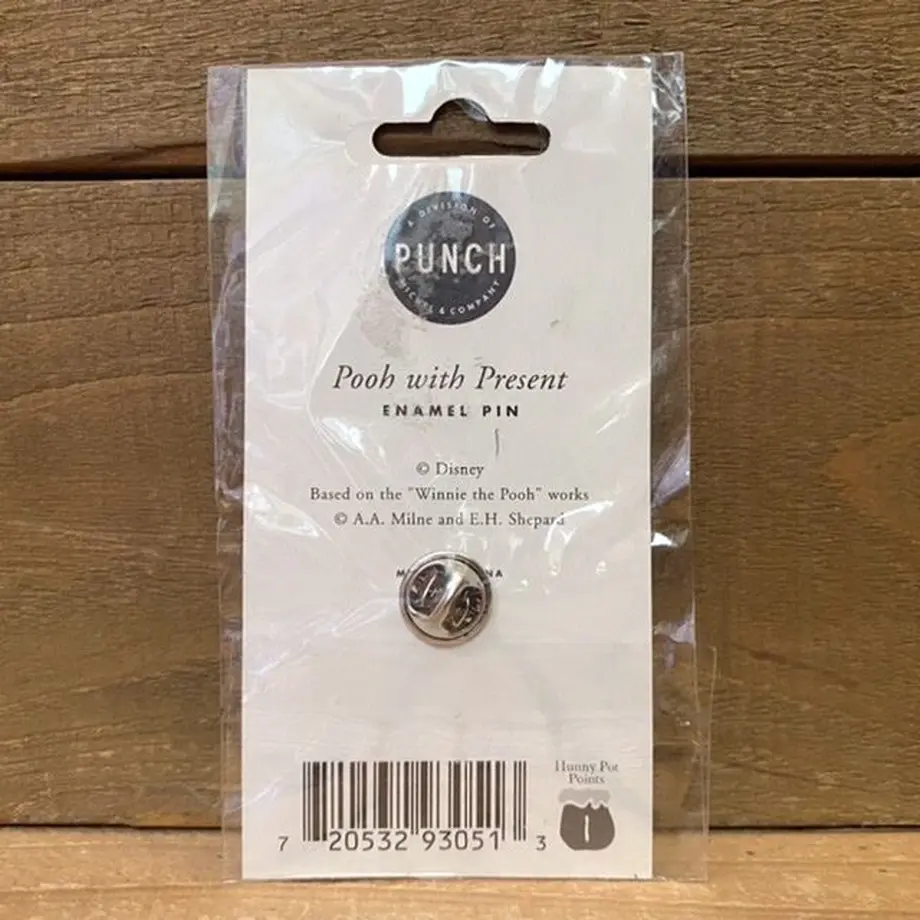 A DIVISION OF
PUNCH
& COMPANY
Pooh with Present
ENAMEL PIN
© Disney
Based on the "Winnie the Pooh" works
© A.A. Milne and E.H. Shepard
Hunny Pot
Points
1
7 20532 93051 3